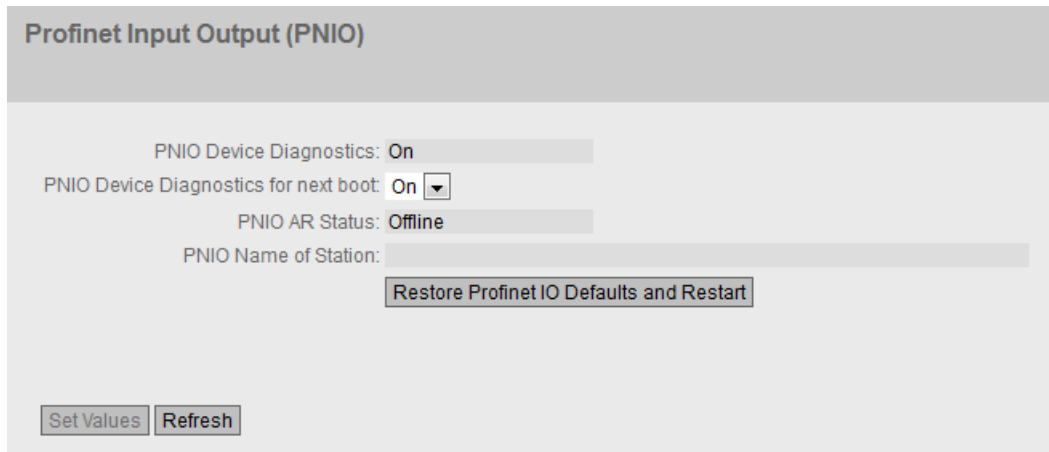 Profinet Input Output (PNIO)
PNIO Device Diagnostics: On
PNIO Device Diagnostics for next boot: On
PNIO AR Status: Offline
PNIO Name of Station:
Restore Profinet IO Defaults and Restart
Set Values Refresh